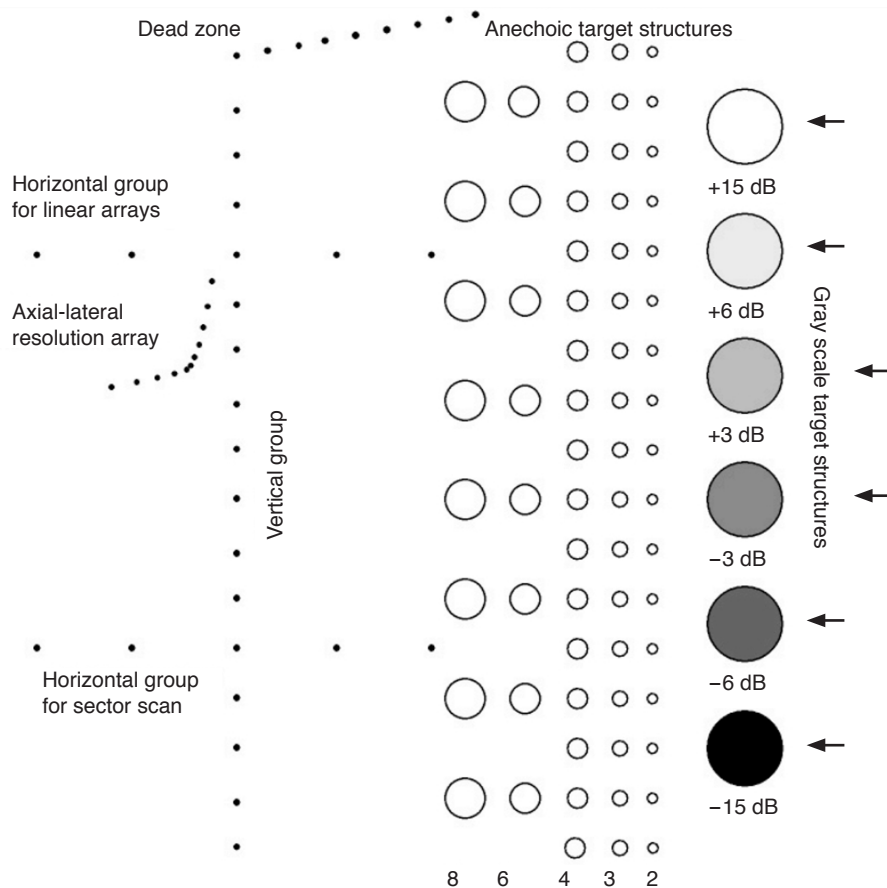 Dead zone
Anechoic target structures
Horizontal group
for linear arrays
Axial-lateral
resolution array
Vertical group
Horizontal group
for sector scan
+15 dB
+6 dB
+3 dB
−3 dB
−6 dB
−15 dB
Gray scale target structures
8 6 4 3 2